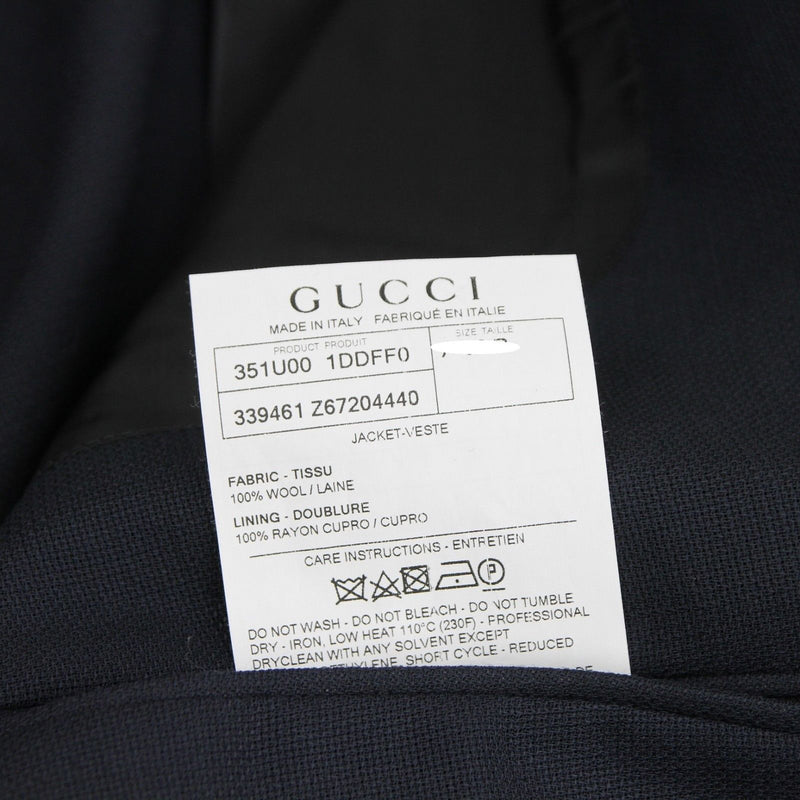 GUCCI
MADE IN ITALY FABRIQUÉ EN ITALIE
PRODUCT PRODUIT
SIZE TAILLE
351U00 1DDFF0
339461 Z67204440
JACKET-VESTE
FABRIC - TISSU
100% WOOL / LAINE
LINING - DOUBLURE
100% RAYON CUPRO / CUPRO
CARE INSTRUCTIONS - ENTRETIEN
P
DO NOT WASH - DO NOT BLEACH - DO NOT TUMBLE
DRY - IRON, LOW HEAT 110°C (230F) - PROFESSIONAL
DRYCLEAN WITH ANY SOLVENT EXCEPT
SHORT CYCLE - REDUCED